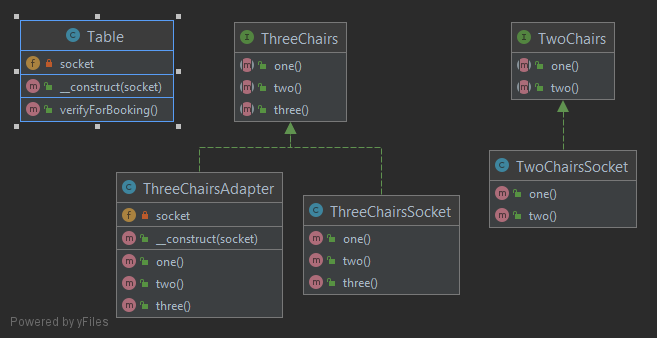 Table
socket
__construct(socket)
verifyForBooking()
ThreeChairs
one()
two()
three()
TwoChairs
one()
two()
ThreeChairsAdapter
socket
__construct(socket)
one()
two()
three()
ThreeChairsSocket
one()
two()
three()
TwoChairsSocket
one()
two()
Powered by yFiles